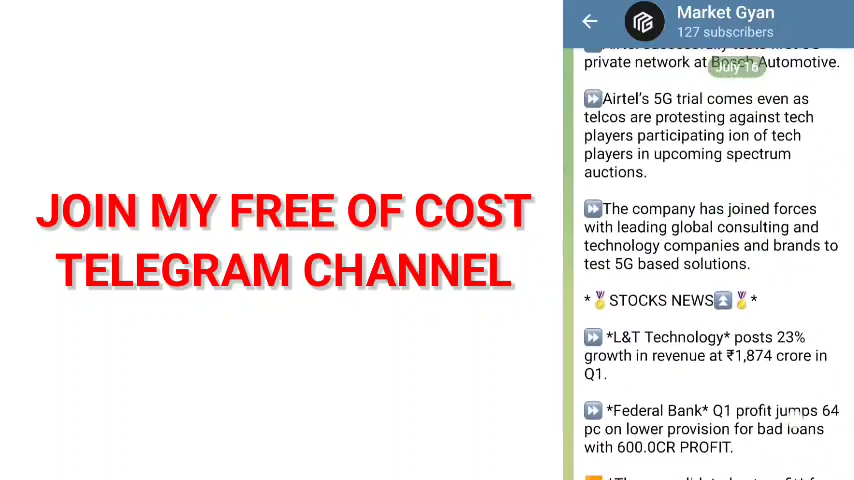 JOIN MY FREE OF COST
TELEGRAM CHANNEL
Market Gyan
127 subscribers
private network at Bosch Automotive.
July 16
Airtel's 5G trial comes even as
telcos are protesting against tech
players participating ion of tech
players in upcoming spectrum
auctions.
The company has joined forces
with leading global consulting and
technology companies and brands to
test 5G based solutions.
*🏅STOCKS NEWS⏫🏅*
⏩ *L&T Technology* posts 23%
growth in revenue at ₹1,874 crore in
Q1.
⏩ *Federal Bank* Q1 profit jumps 64
pc on lower provision for bad loans
with 600.0CR PROFIT.